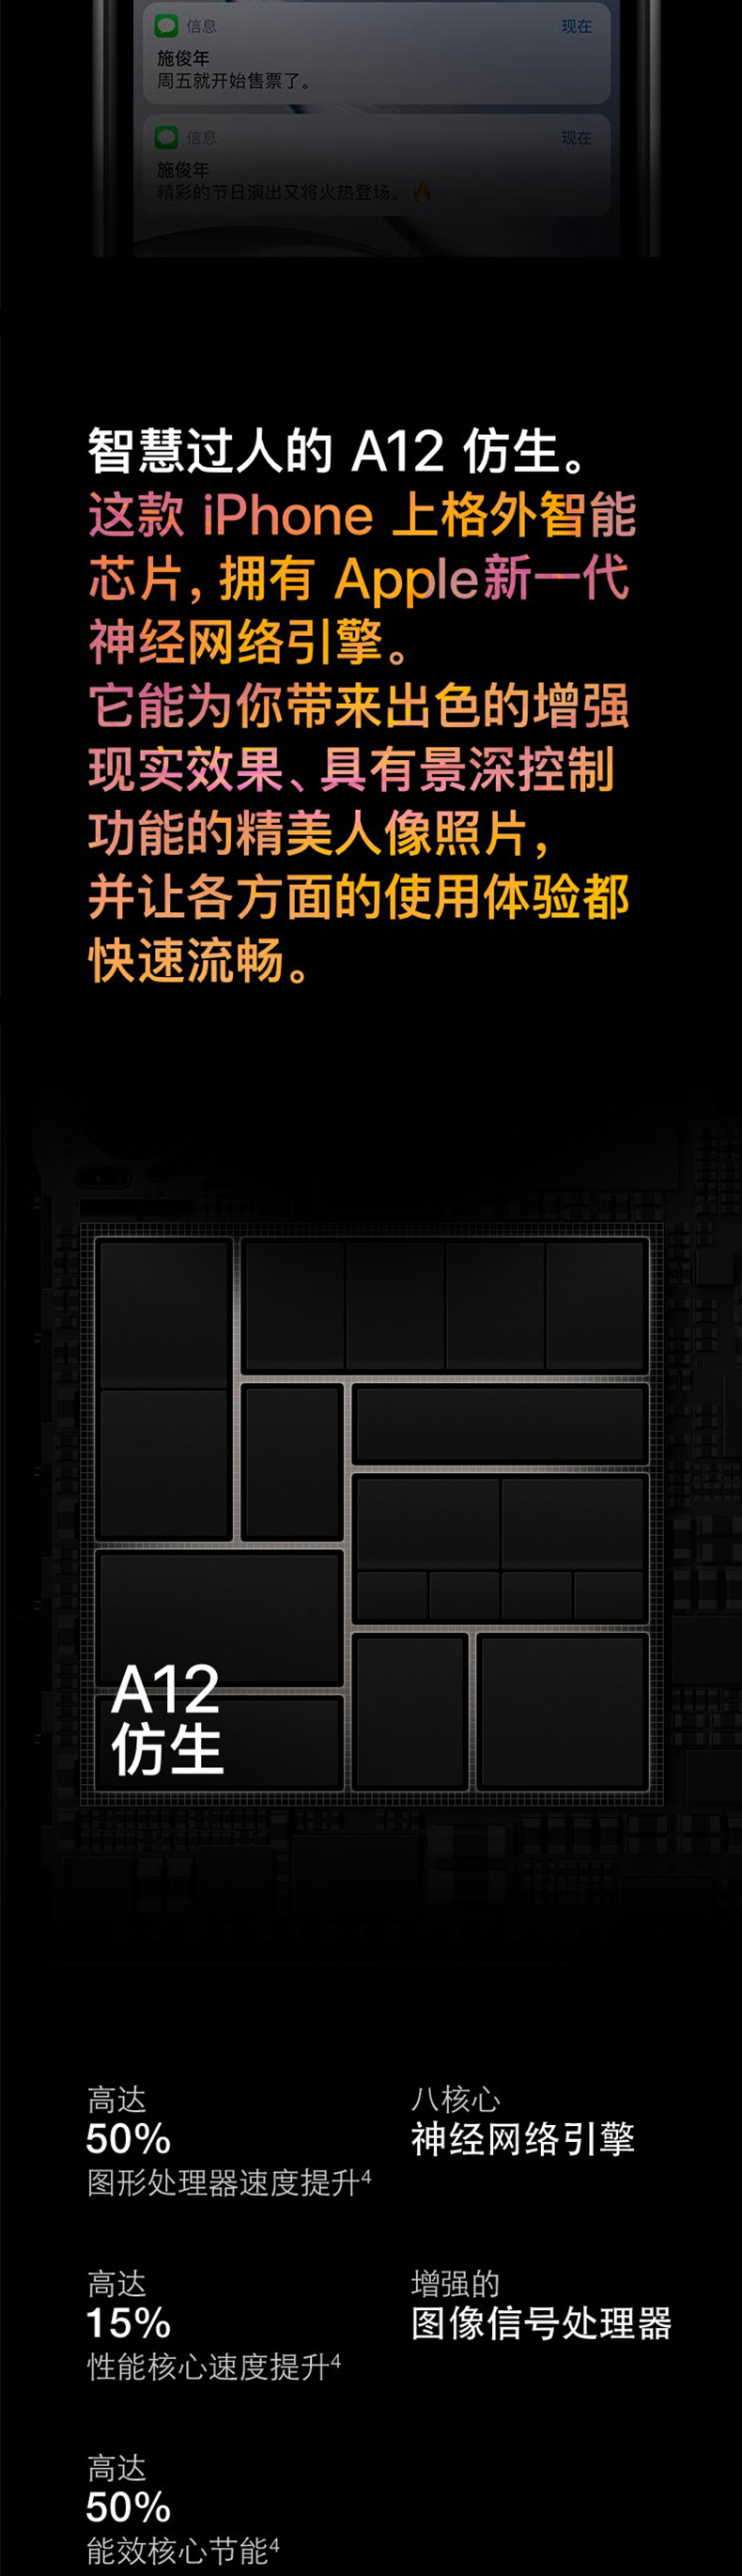 信息 现在
施俊年
周五就开始售票了。
信息 现在
施俊年
精彩的节日演出又将火热登场。🔥
智慧过人的 A12 仿生。
这款 iPhone 上格外智能
芯片, 拥有 Apple新一代
神经网络引擎。
它能为你带来出色的增强
现实效果、具有景深控制
功能的精美人像照片，
并让各方面的使用体验都
快速流畅。
A12
仿生
高达
50%
图形处理器速度提升4
八核心
神经网络引擎
高达
15%
性能核心速度提升4
增强的
图像信号处理器
高达
50%
能效核心节能4